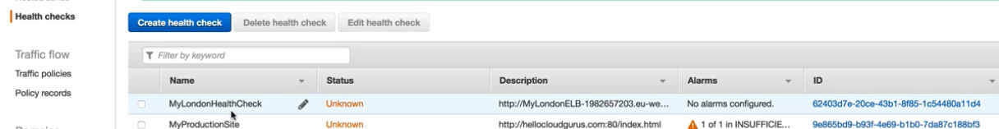 Health checks
Create health check Delete health check Edit health check
Traffic flow
Filter by keyword
Traffic policies
Name Status Description Alarms ID
Policy records
MyLondonHealthCheck Unknown http://MyLondonELB-1982657203.eu-we... No alarms configured. 62403d7e-20ce-43b1-8f85-1c54480a11d4
MyProductionSite Unknown http://hellocloudgurus.com:80/index.html 1 of 1 in INSUFFICIE... 9e865bd9-b93f-4e69-b1b0-7da87c188bf3